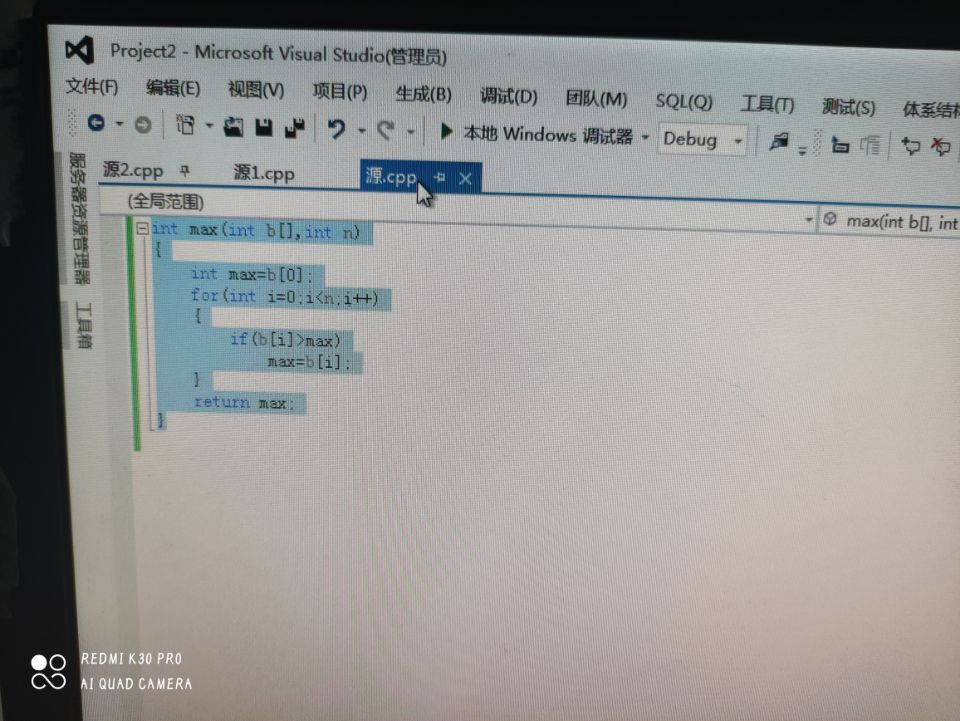 Project2 - Microsoft Visual Studio(管理员)
文件(F) 编辑(E) 视图(V) 项目(P) 生成(B) 调试(D) 团队(M) SQL(Q) 工具(T) 测试(S) 体系结构
本地 Windows 调试器 Debug
源2.cpp 源1.cpp 源.cpp
(全局范围) max(int b[], int
服务器资源管理器
工具箱
int max(int b[],int n)
{
int max=b[0];
for(int i=0;i<n;i++)
{
if(b[i]>max)
max=b[i];
}
return max;
}
REDMI K30 PRO
AI QUAD CAMERA